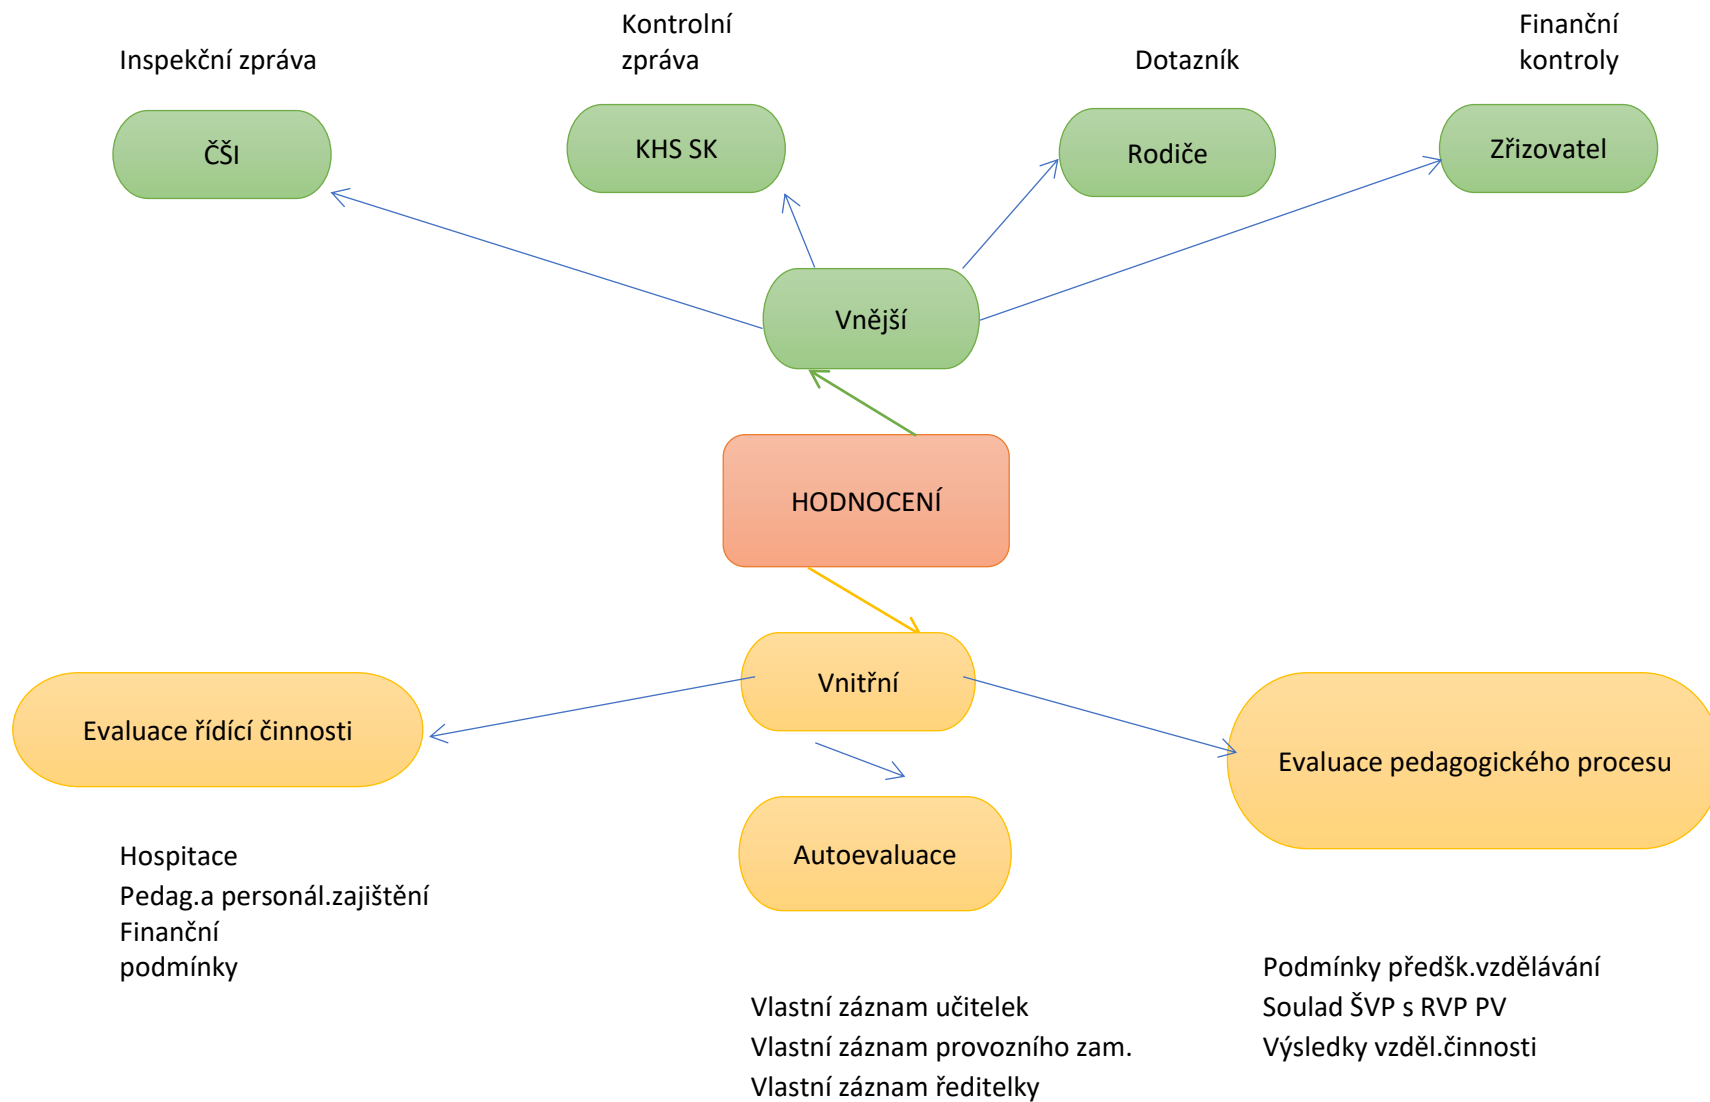 Inspekční zpráva
Kontrolní
zpráva
Dotazník
Finanční
kontroly
ČŠI
KHS SK
Rodiče
Zřizovatel
Vnější
HODNOCENÍ
Vnitřní
Evaluace řídící činnosti
Evaluace pedagogického procesu
Autoevaluace
Hospitace
Pedag.a personál.zajištění
Finanční
podmínky
Vlastní záznam učitelek
Vlastní záznam provozního zam.
Vlastní záznam ředitelky
Podmínky předšk.vzdělávání
Soulad ŠVP s RVP PV
Výsledky vzděl.činnosti